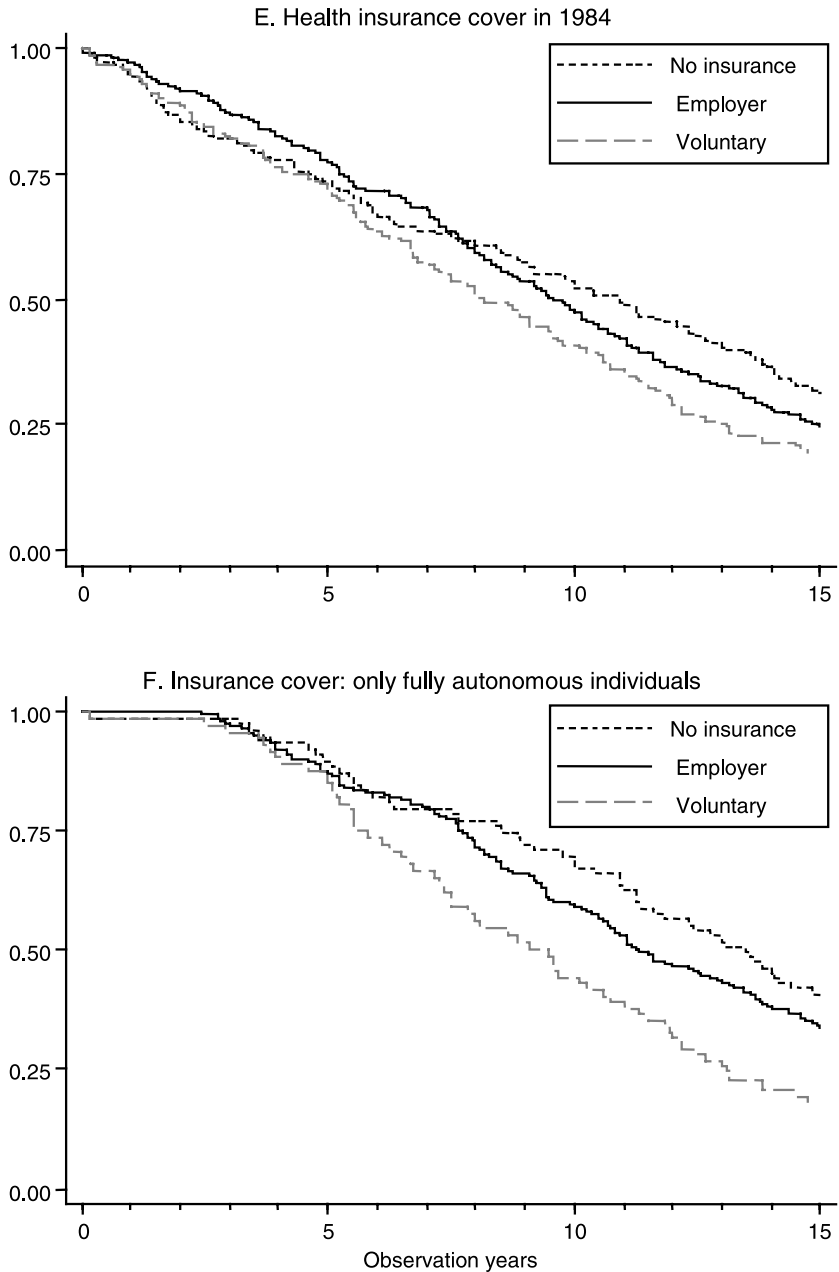 E. Health insurance cover in 1984
1.00
0.75
0.50
0.25
0.00
No insurance
Employer
Voluntary
0 5 10 15
F. Insurance cover: only fully autonomous individuals
1.00
0.75
0.50
0.25
0.00
No insurance
Employer
Voluntary
0 5 10 15
Observation years